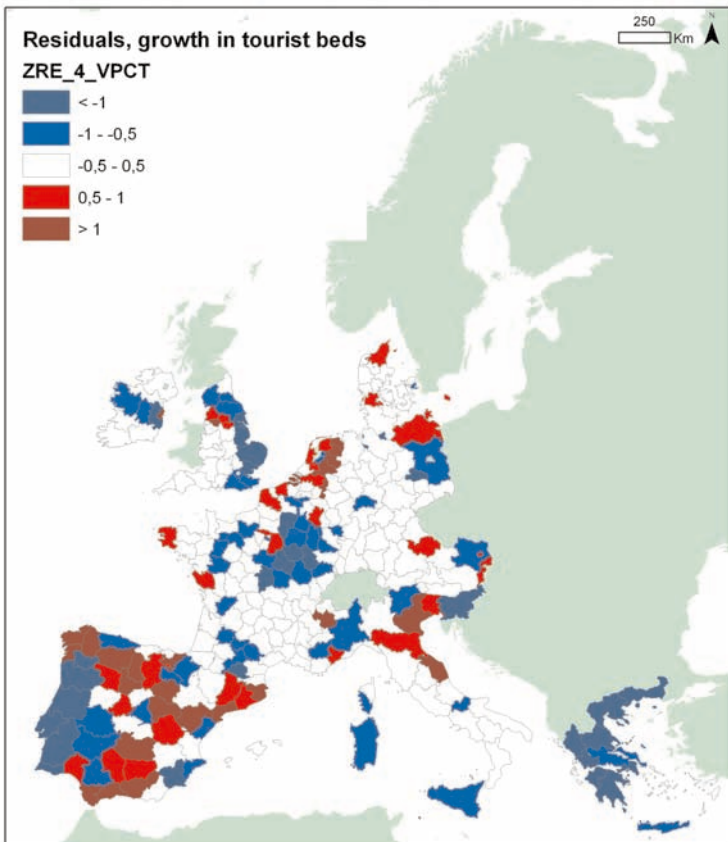 Residuals, growth in tourist beds
ZRE_4_VPCT
< -1
-1 - -0,5
-0,5 - 0,5
0,5 - 1
> 1
250
Km
N